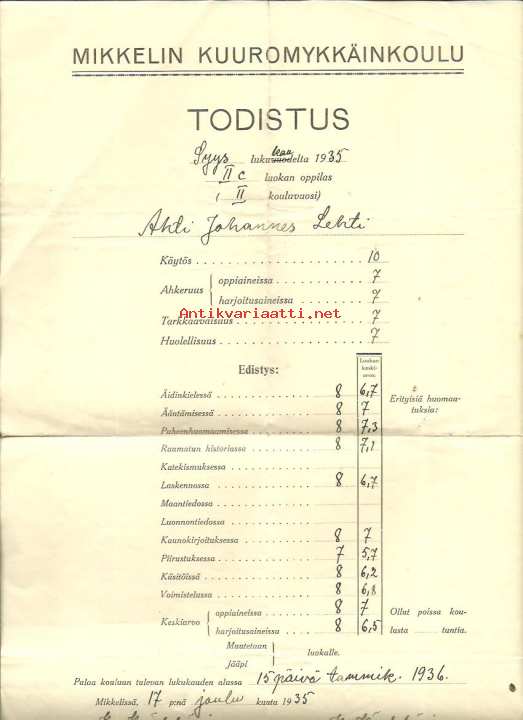 MIKKELIN KUUROMYKKÄINKOULU
TODISTUS
Syys lukukaudelta 1935
II c luokan oppilas
( II kouluvuosi)
Ahti Johannes Lehti
Käytös 10
Ahkeruus { oppiaineissa 7
harjoitusaineissa 7
Antikvariaatti.net
Tarkkaavaisuus 7
Huolellisuus 7
Edistys:
Luokan keskiarvo:
Äidinkielessä 8 6,7
Erityisiä huomautuksia:
Ääntämisessä 8 7
Puheenhuomaamisessa 8 7,3
Raamatun historiassa 8 7,1
Katekismuksessa
Laskennossa 8 6,7
Maantiedossa
Luonnontiedossa
Kaunokirjoituksessa 8 7
Piirustuksessa 7 5,7
Käsitöissä 8 6,2
Voimistelussa 8 6,8
Keskiarvo { oppiaineissa 8 7
harjoitusaineissa 8 6,5
Ollut poissa koulusta tuntia.
Muutetaan
Jääpi } luokalle.
Palaa kouluun tulevan lukukauden alussa 15 päivä tammik. 1936.
Mikkelissä, 17 p:nä joulu kuuta 1935